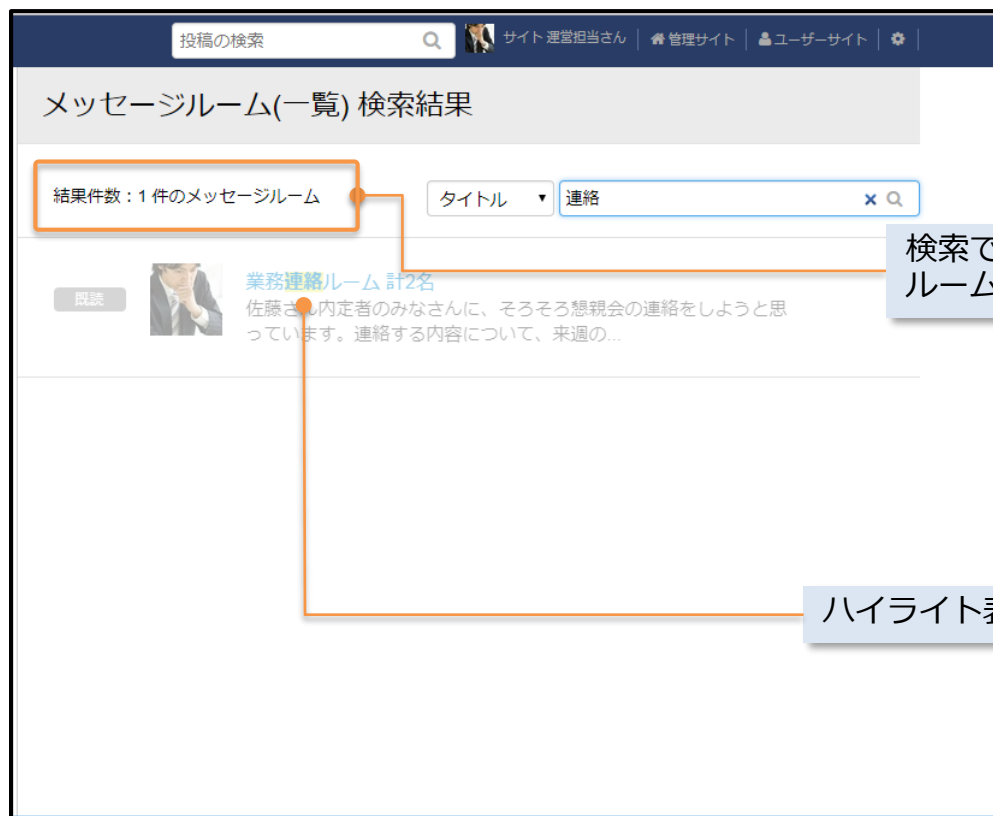 投稿の検索 サイト運営担当さん 管理サイト ユーザーサイト
メッセージルーム(一覧) 検索結果
結果件数：1 件のメッセージルーム タイトル 連絡
検索で
ルーム
既読
業務連絡ルーム 計2名
佐藤さん内定者のみなさんに、そろそろ懇親会の連絡をしようと思
っています。連絡する内容について、来週の...
ハイライト表